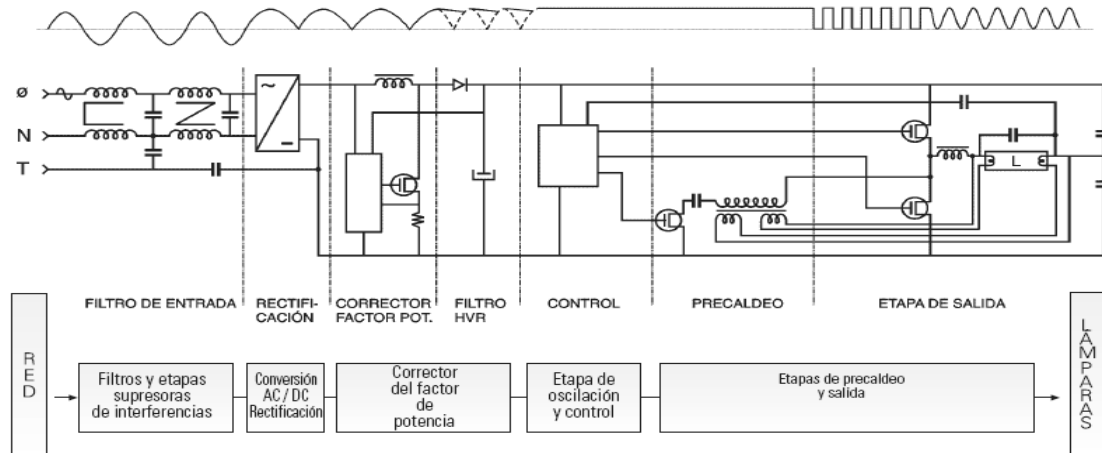 ø
N
T
L
FILTRO DE ENTRADA
RECTIFI-
CACIÓN
CORRECTOR
FACTOR POT.
FILTRO
HVR
CONTROL
PRECALDEO
ETAPA DE SALIDA
RED
Filtros y etapas
supresoras
de interferencias
Conversión
AC / DC
Rectificación
Corrector
del factor
de
potencia
Etapa de
oscilación
y control
Etapas de precaldeo
y salida
LÁMPARAS